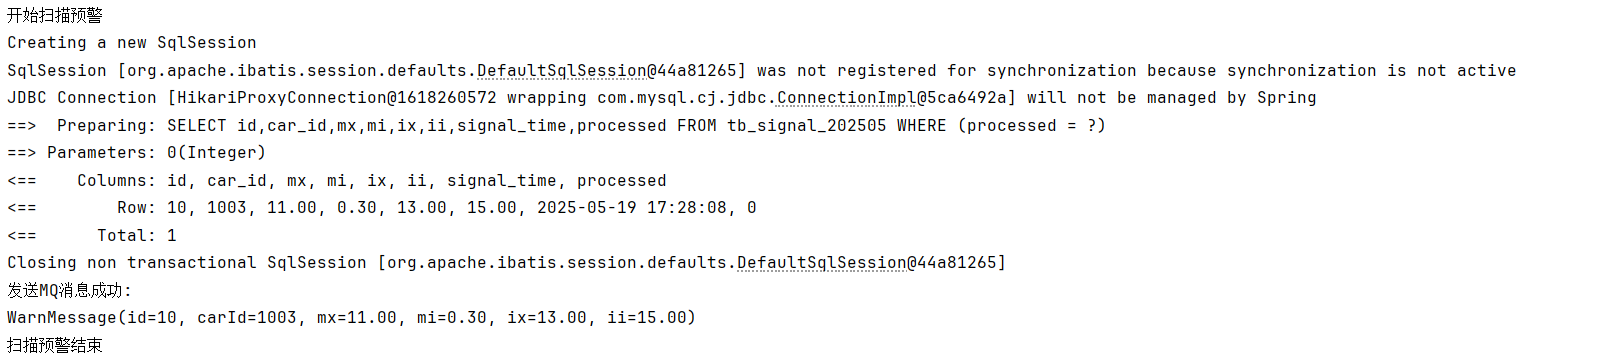 开始扫描预警
Creating a new SqlSession
SqlSession [org.apache.ibatis.session.defaults.DefaultSqlSession@44a81265] was not registered for synchronization because synchronization is not active
JDBC Connection [HikariProxyConnection@1618260572 wrapping com.mysql.cj.jdbc.ConnectionImpl@5ca6492a] will not be managed by Spring
==>  Preparing: SELECT id,car_id,mx,mi,ix,ii,signal_time,processed FROM tb_signal_202505 WHERE (processed = ?)
==> Parameters: 0(Integer)
<==    Columns: id, car_id, mx, mi, ix, ii, signal_time, processed
<==        Row: 10, 1003, 11.00, 0.30, 13.00, 15.00, 2025-05-19 17:28:08, 0
<==      Total: 1
Closing non transactional SqlSession [org.apache.ibatis.session.defaults.DefaultSqlSession@44a81265]
发送MQ消息成功:
WarnMessage(id=10, carId=1003, mx=11.00, mi=0.30, ix=13.00, ii=15.00)
扫描预警结束